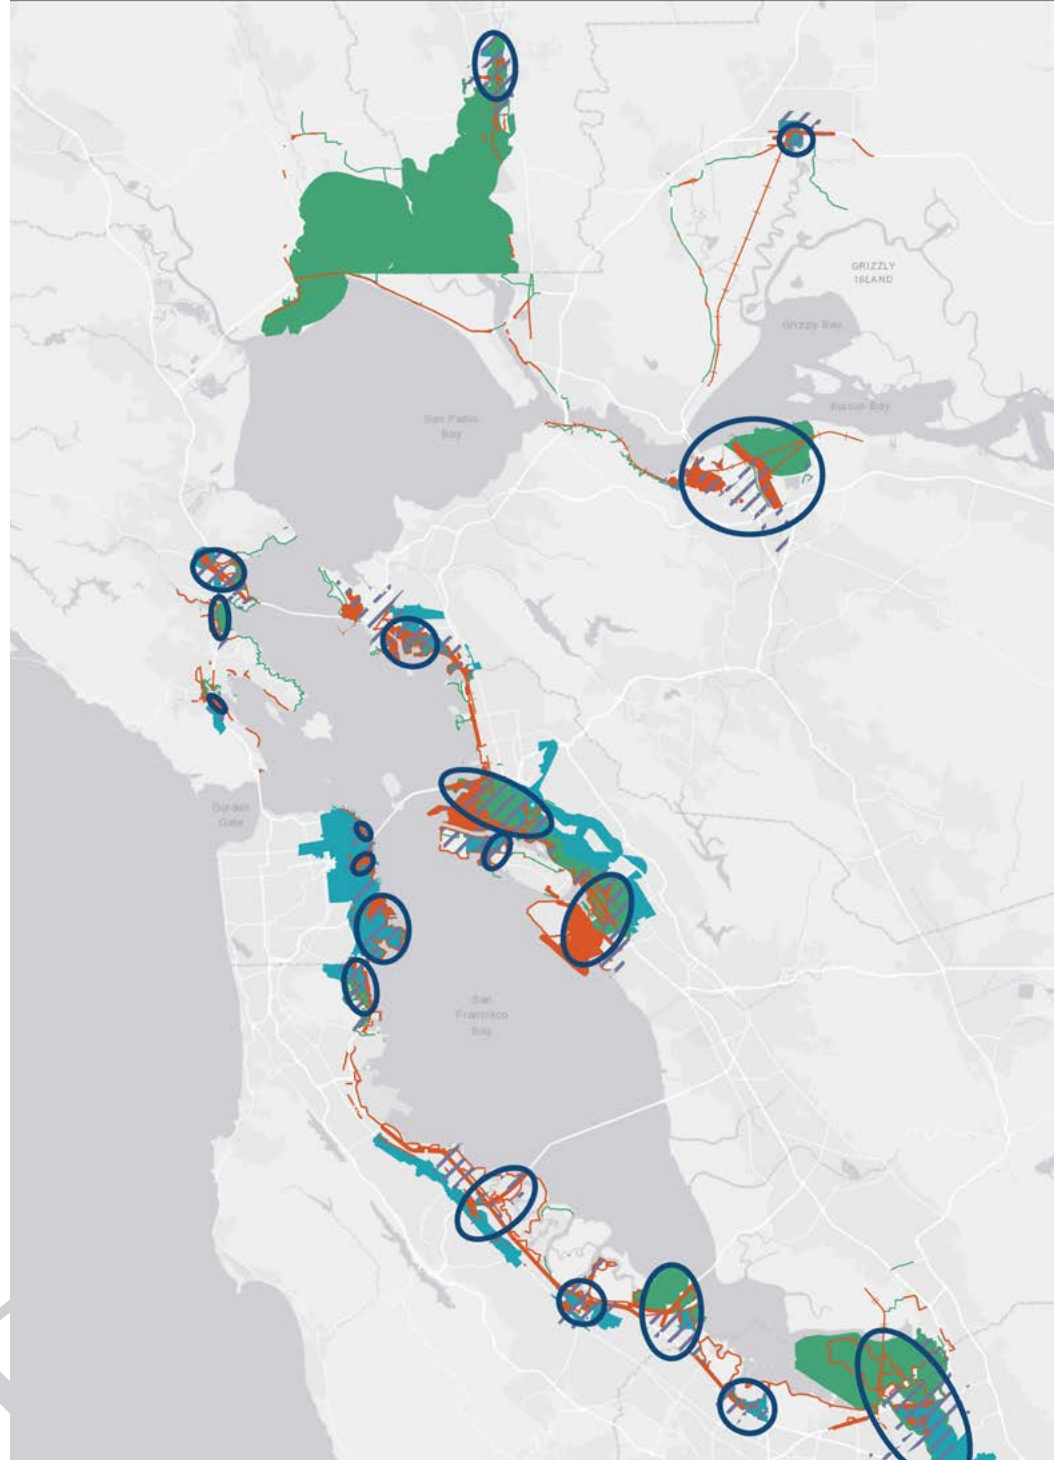 GRIZZLY
ISLAND
Grizzly Bay
Suisun Bay
San Pablo
Bay
Golden
Gate
San
Francisco
Bay